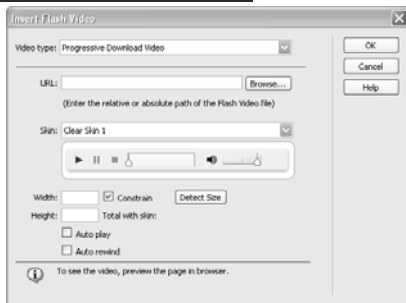 Insert Flash Video
Video type: Progressive Download Video
OK
Cancel
Help
URL: Browse...
(Enter the relative or absolute path of the Flash Video file)
Skin: Clear Skin 1
Width: Constrain Detect Size
Height: Total with skin:
Auto play
Auto rewind
To see the video, preview the page in browser.